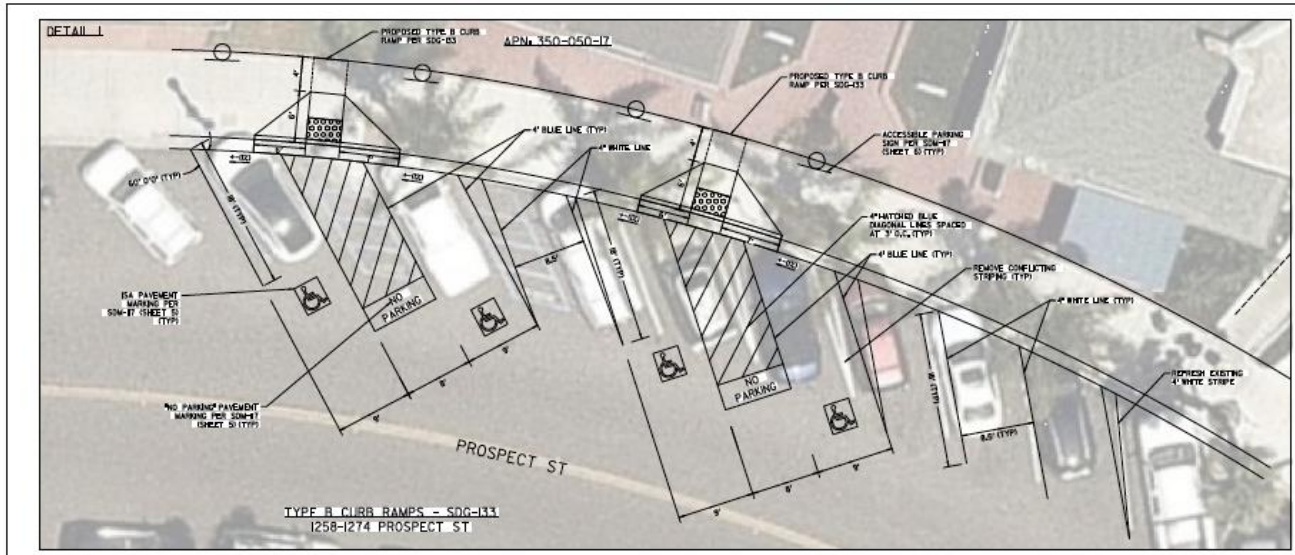 DETAIL 1
PROPOSED TYPE B CURB
RAMP PER SDG-133
APN: 350-050-17
PROPOSED TYPE B CURB
RAMP PER SDG-133
4" BLUE LINE (TYP)
4" WHITE LINE
ACCESSIBLE PARKING
SIGN PER SDM-117
(SHEET 5) (TYP)
4'
6'
60° (TYP)
18' (TYP)
4" HATCHED BLUE
DIAGONAL LINES SPACED
AT 3' O.C. (TYP)
4" BLUE LINE (TYP)
REMOVE CONFLICTING
STRIPING (TYP)
8.5'
18' (TYP)
4" WHITE LINE (TYP)
ISA PAVEMENT
MARKING PER
SDM-117 (SHEET 5)
(TYP)
NO
PARKING
REFRESH EXISTING
4" WHITE STRIPE
18' (TYP)
NO
PARKING
"NO PARKING" PAVEMENT
MARKING PER SDM-117
(SHEET 5) (TYP)
9'
8'
9'
8.5' (TYP)
PROSPECT ST
9'
8'
9'
TYPE B CURB RAMPS - SDG-133
1258-1274 PROSPECT ST